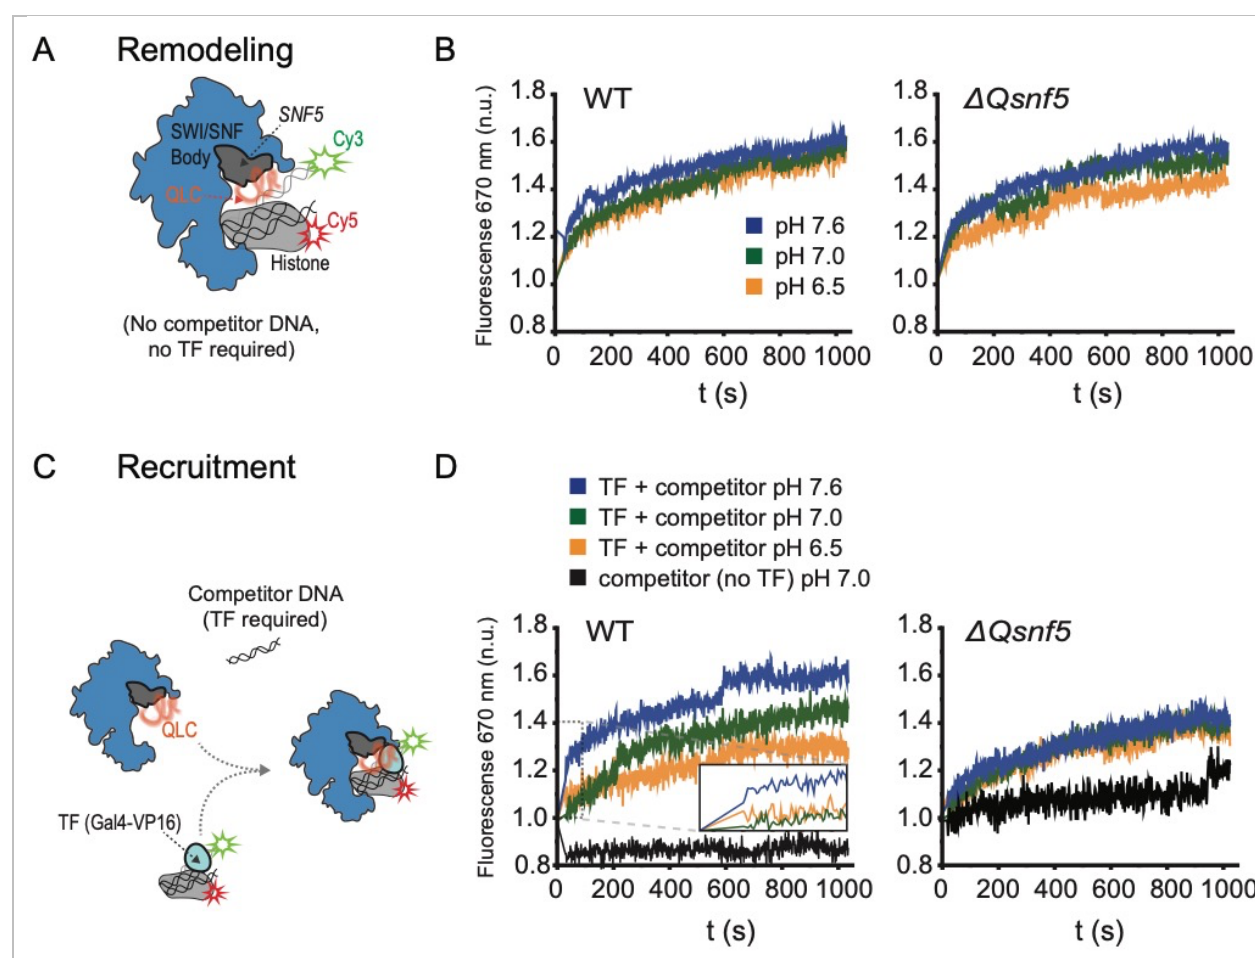 A Remodeling
SWI/SNF
Body
SNF5
Cy3
QLC
Cy5
Histone
(No competitor DNA,
no TF required)
B
WT
Fluorescense 670 nm (n.u.)
1.8
1.6
1.4
1.2
1.0
0.8
pH 7.6
pH 7.0
pH 6.5
0 200 400 600 800 1000
t (s)
ΔQsnf5
1.8
1.6
1.4
1.2
1.0
0.8
0 200 400 600 800 1000
t (s)
C Recruitment
Competitor DNA
(TF required)
QLC
TF (Gal4-VP16)
D
TF + competitor pH 7.6
TF + competitor pH 7.0
TF + competitor pH 6.5
competitor (no TF) pH 7.0
WT
Fluorescense 670 nm (n.u.)
1.8
1.6
1.4
1.2
1.0
0.8
0 200 400 600 800 1000
t (s)
ΔQsnf5
1.8
1.6
1.4
1.2
1.0
0.8
0 200 400 600 800 1000
t (s)